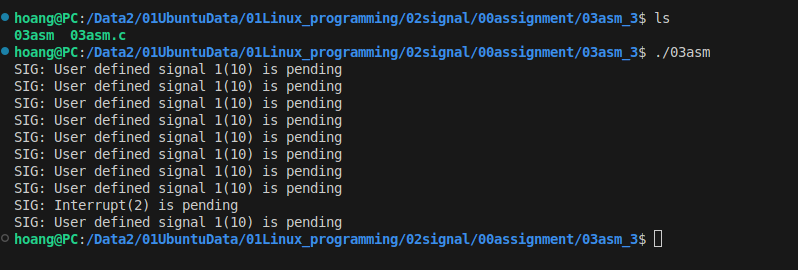 hoang@PC:/Data2/01UbuntuData/01Linux_programming/02signal/00assignment/03asm_3$ ls
03asm  03asm.c
hoang@PC:/Data2/01UbuntuData/01Linux_programming/02signal/00assignment/03asm_3$ ./03asm
SIG: User defined signal 1(10) is pending
SIG: User defined signal 1(10) is pending
SIG: User defined signal 1(10) is pending
SIG: User defined signal 1(10) is pending
SIG: User defined signal 1(10) is pending
SIG: User defined signal 1(10) is pending
SIG: User defined signal 1(10) is pending
SIG: User defined signal 1(10) is pending
SIG: Interrupt(2) is pending
SIG: User defined signal 1(10) is pending
hoang@PC:/Data2/01UbuntuData/01Linux_programming/02signal/00assignment/03asm_3$